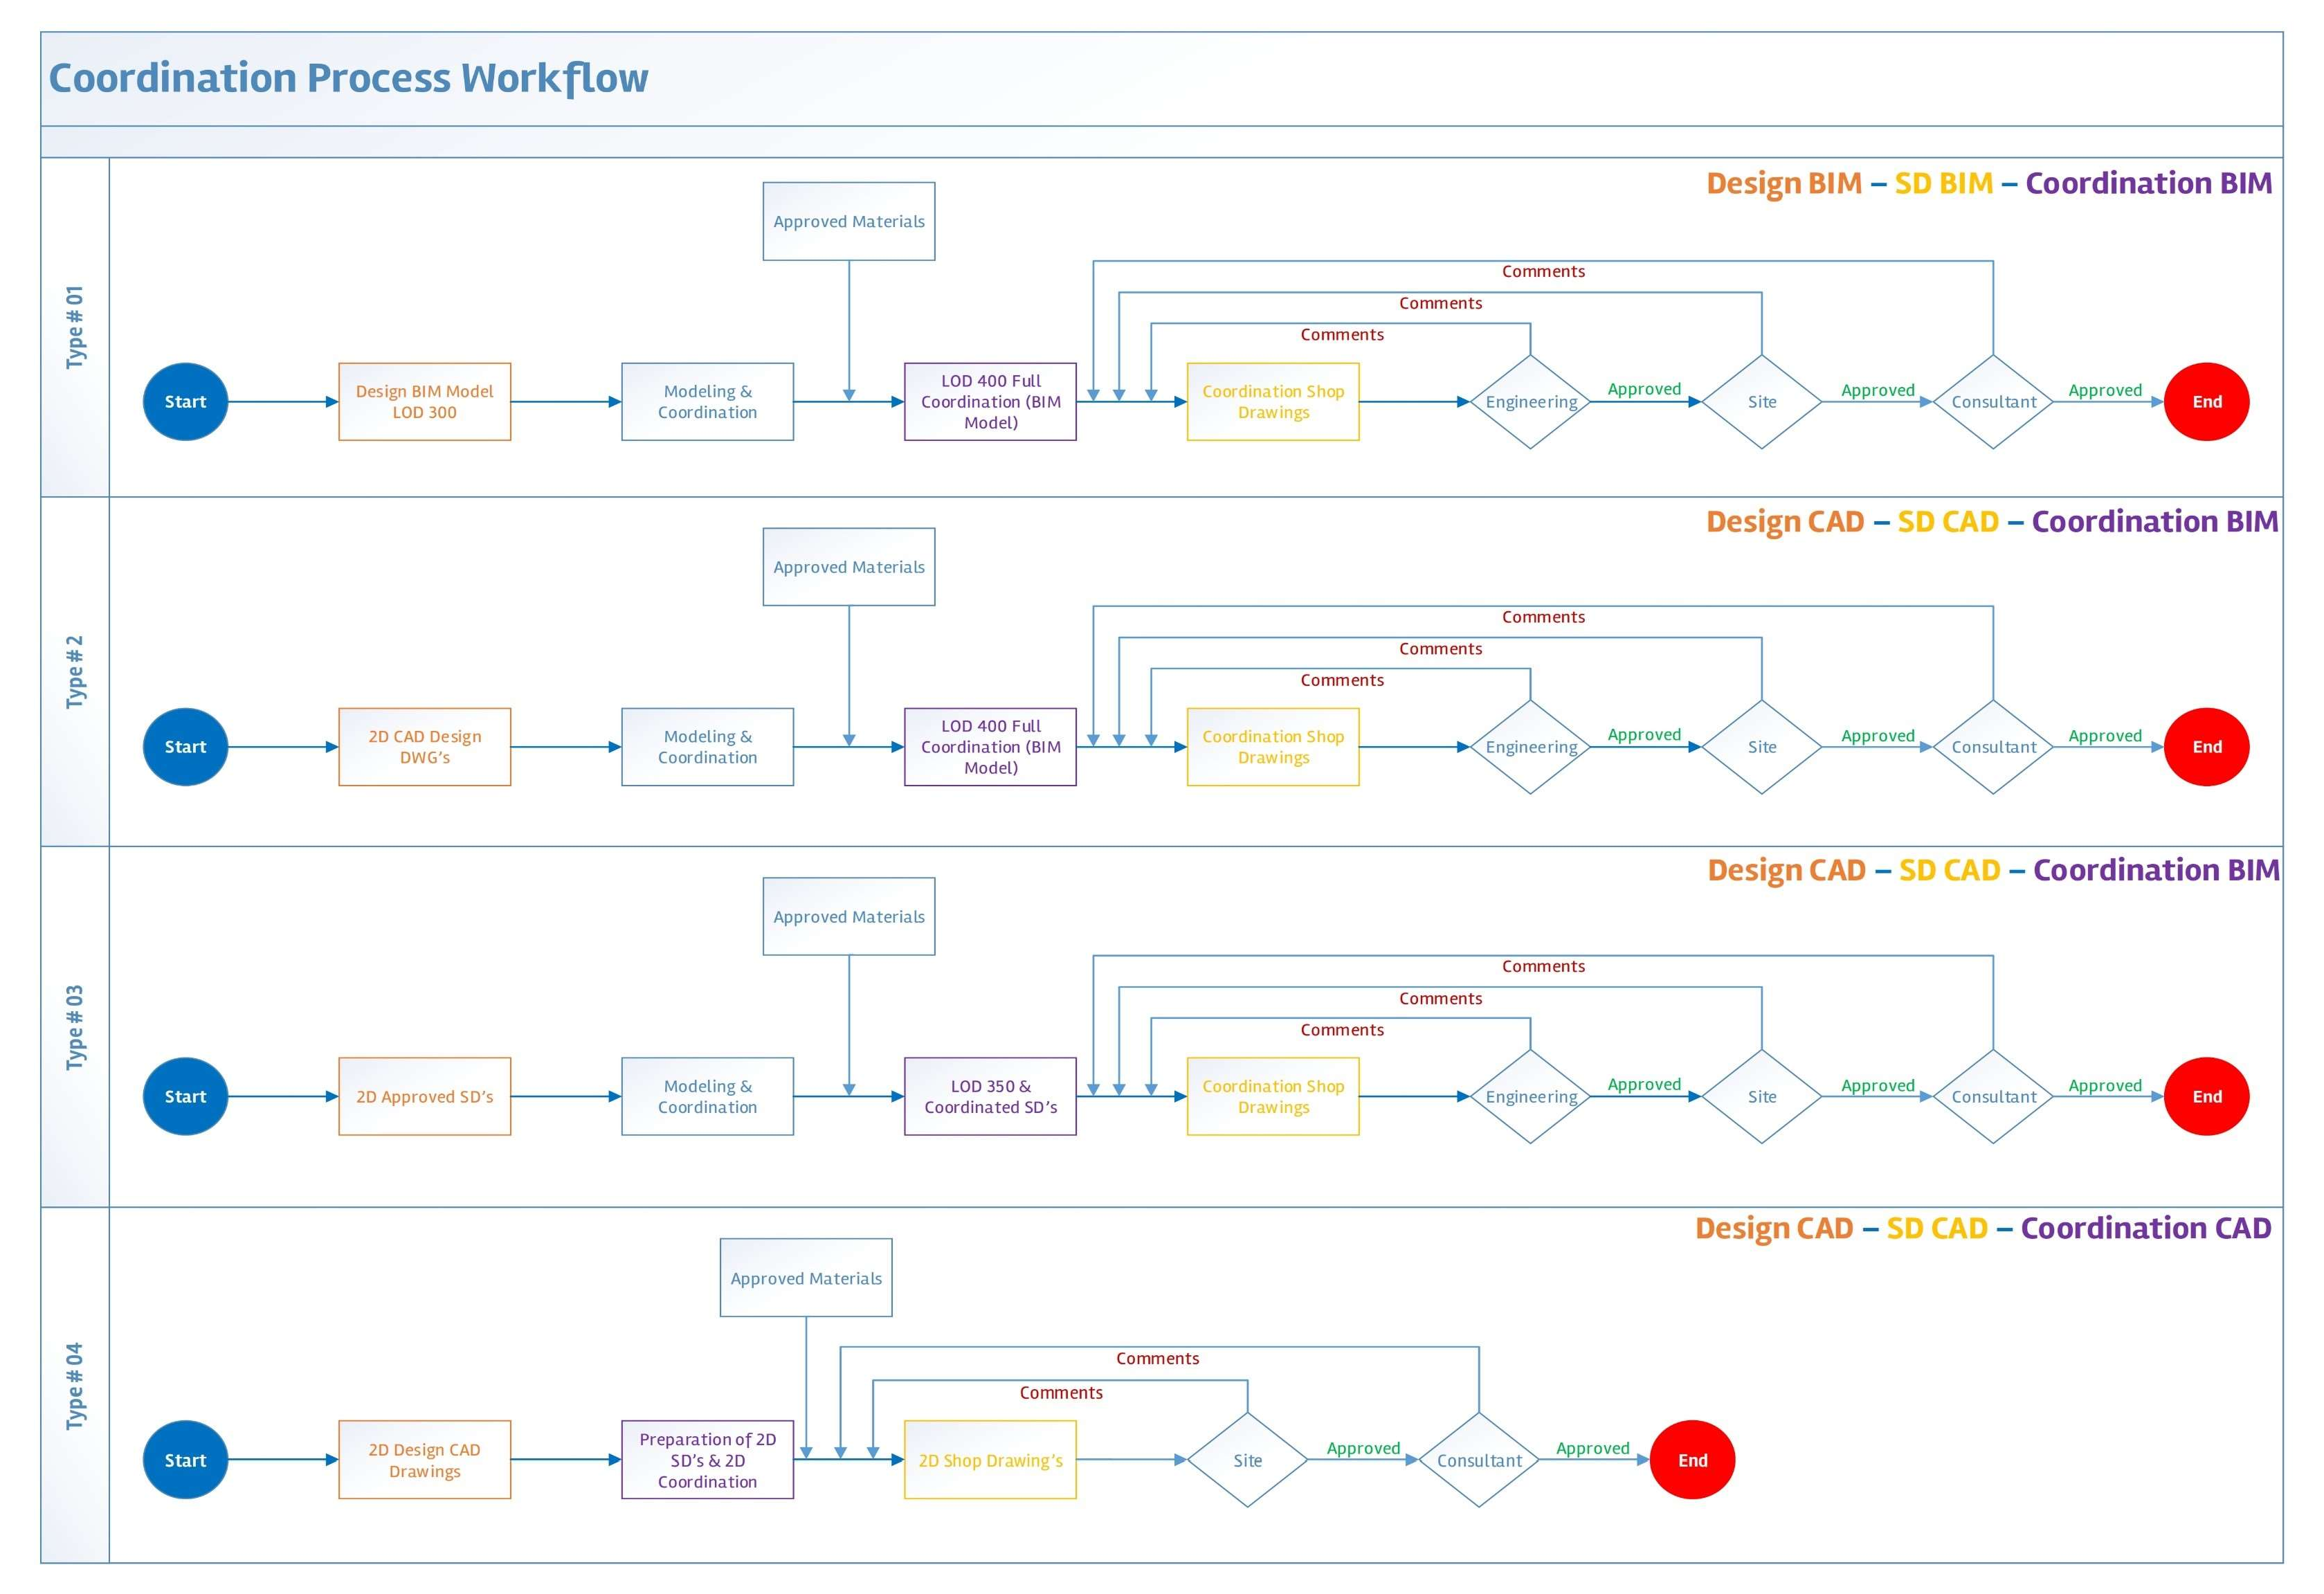 Coordination Process Workflow
Type # 01
Design BIM – SD BIM – Coordination BIM
Approved Materials
Comments
Comments
Comments
Start
Design BIM Model
LOD 300
Modeling &
Coordination
LOD 400 Full
Coordination (BIM
Model)
Coordination Shop
Drawings
Engineering
Approved
Site
Approved
Consultant
Approved
End
Type # 2
Design CAD – SD CAD – Coordination BIM
Approved Materials
Comments
Comments
Comments
Start
2D CAD Design
DWG’s
Modeling &
Coordination
LOD 400 Full
Coordination (BIM
Model)
Coordination Shop
Drawings
Engineering
Approved
Site
Approved
Consultant
Approved
End
Type # 03
Design CAD – SD CAD – Coordination BIM
Approved Materials
Comments
Comments
Comments
Start
2D Approved SD’s
Modeling &
Coordination
LOD 350 &
Coordinated SD’s
Coordination Shop
Drawings
Engineering
Approved
Site
Approved
Consultant
Approved
End
Type # 04
Design CAD – SD CAD – Coordination CAD
Approved Materials
Comments
Comments
Start
2D Design CAD
Drawings
Preparation of 2D
SD’s & 2D
Coordination
2D Shop Drawing’s
Site
Approved
Consultant
Approved
End